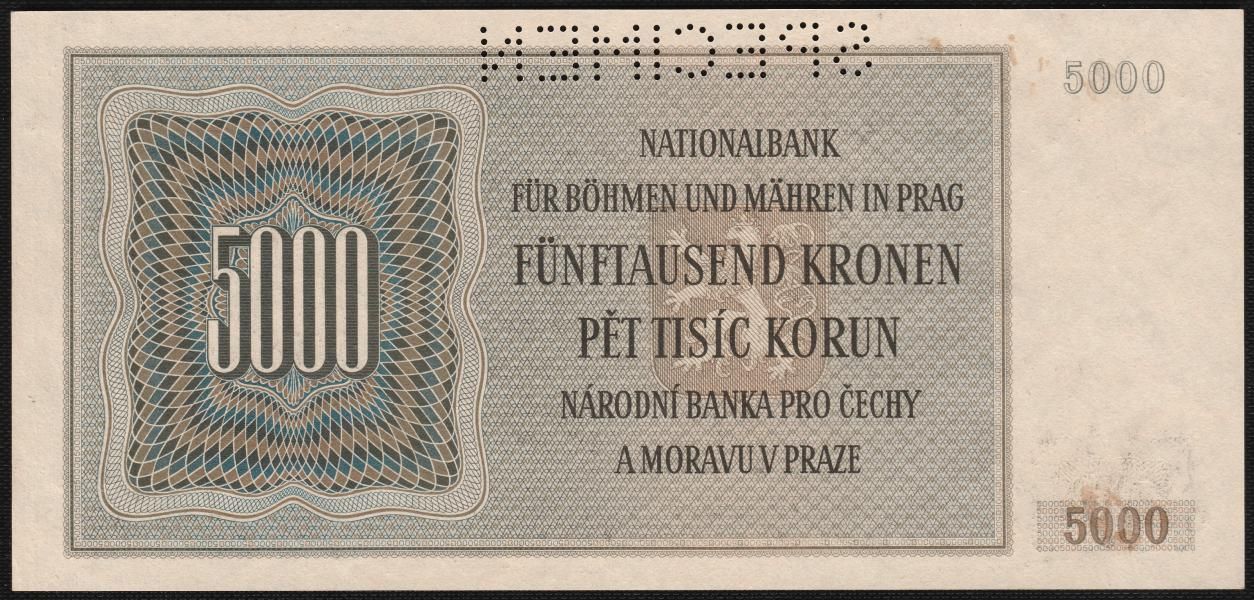 SPECIMEN
5000
NATIONALBANK
FÜR BÖHMEN UND MÄHREN IN PRAG
FÜNFTAUSEND KRONEN
PĚT TISÍC KORUN
NÁRODNÍ BANKA PRO ČECHY
A MORAVU V PRAZE
5000
5000